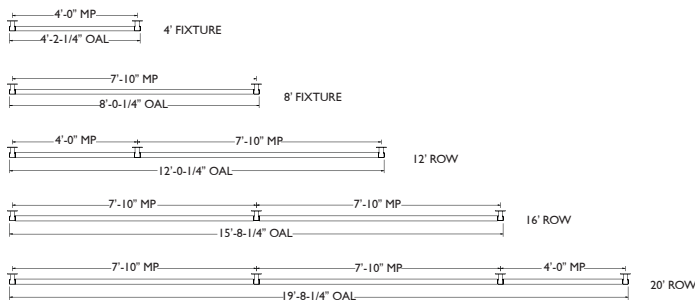 4'-0" MP
4'-2-1/4" OAL
4' FIXTURE
7'-10" MP
8'-0-1/4" OAL
8' FIXTURE
4'-0" MP 7'-10" MP
12'-0-1/4" OAL
12' ROW
7'-10" MP 7'-10" MP
15'-8-1/4" OAL
16' ROW
7'-10" MP 7'-10" MP 4'-0" MP
19'-8-1/4" OAL
20' ROW